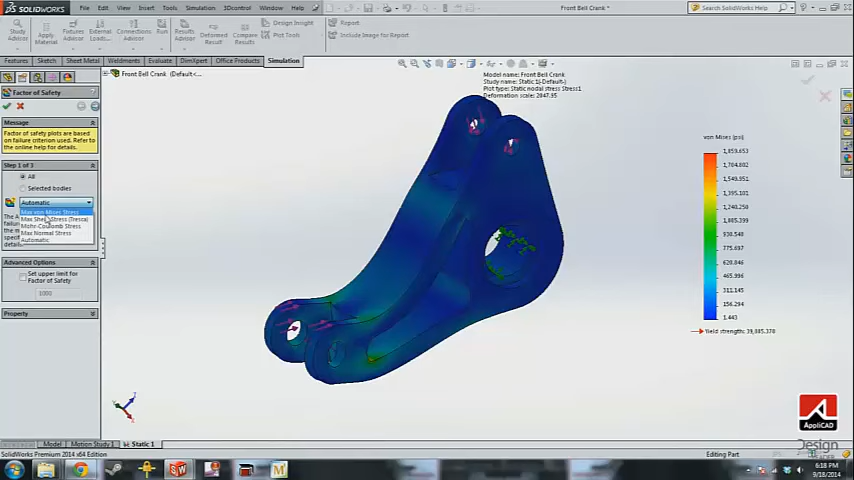 SOLIDWORKS
File Edit View Insert Tools Simulation 3Dcontrol Window Help
Front Bell Crank *
Search SolidWorks Help
Study Advisor
Apply Material
Fixtures Advisor
External Loads...
Connections Advisor
Run
Results Advisor
Deformed Result
Compare Results
Design Insight
Plot Tools
Report
Include Image for Report
Features Sketch Sheet Metal Weldments Evaluate DimXpert Office Products Simulation
Front Bell Crank (Default<...
Model name: Front Bell Crank
Study name: Static 1(-Default-)
Plot type: Static nodal stress Stress1
Deformation scale: 2047.95
Factor of Safety
Message
Factor of safety plots are based on failure criterion used. Refer to the online help for details.
Step 1 of 3
All
Selected bodies
Automatic
Max von Mises Stress
Max Shear Stress (Tresca)
Mohr-Coulomb Stress
Max Normal Stress
Automatic
Advanced Options
Set upper limit for Factor of Safety
1000
Property
von Mises (psi)
1,859.653
1,704.802
1,549.951
1,395.101
1,240.250
1,085.399
930.548
775.697
620.846
465.996
311.145
156.294
1.443
Yield strength: 39,885.370
AppliCAD
Model Motion Study 1 Static 1
SolidWorks Premium 2014 x64 Edition
Editing Part
6:18 PM
9/18/2014